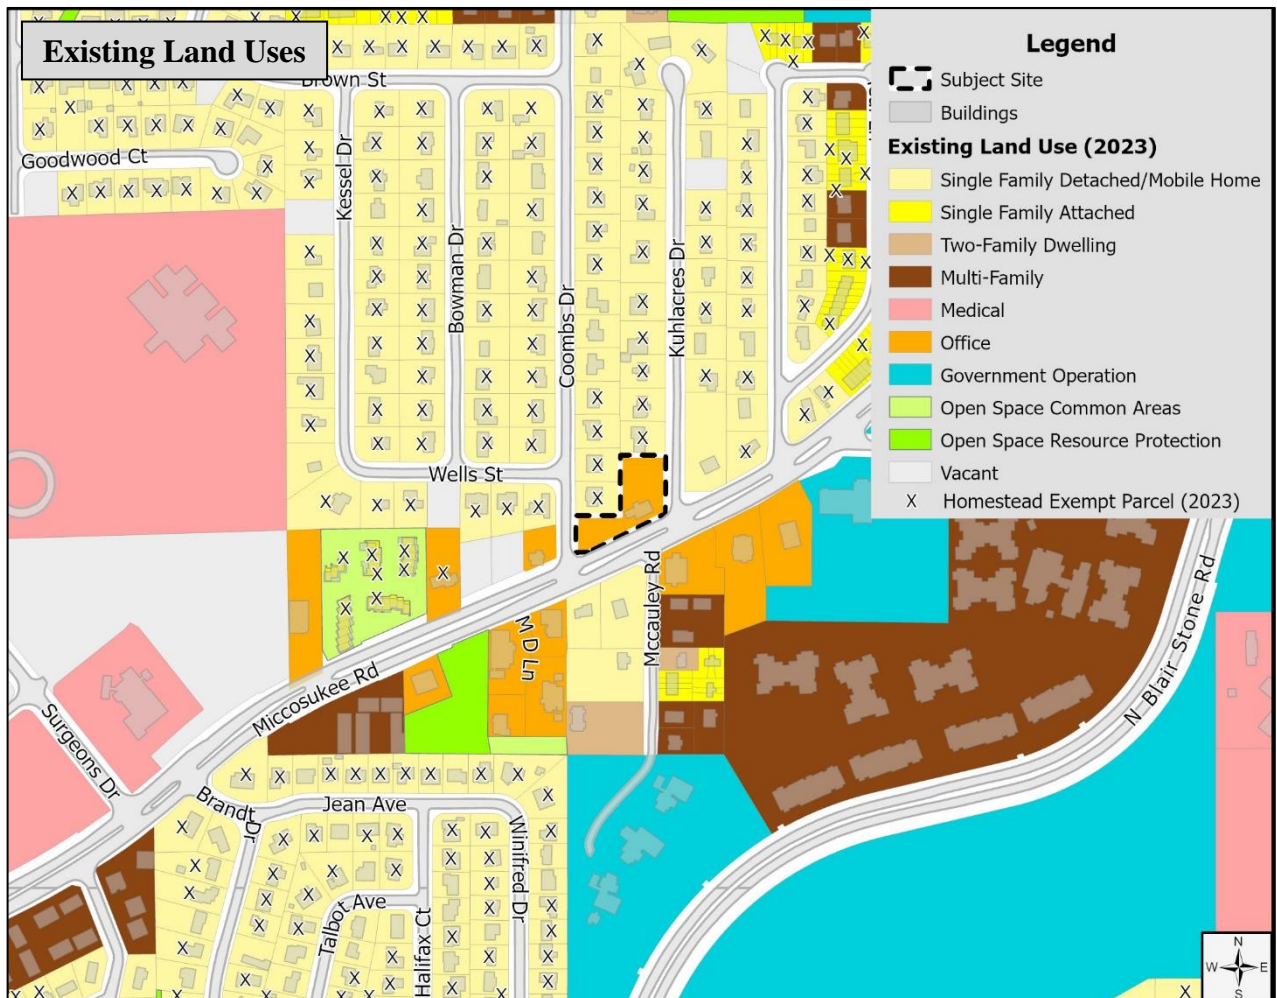 Existing Land Uses
Legend
Subject Site
Buildings
Existing Land Use (2023)
Single Family Detached/Mobile Home
Single Family Attached
Two-Family Dwelling
Multi-Family
Medical
Office
Government Operation
Open Space Common Areas
Open Space Resource Protection
Vacant
X Homestead Exempt Parcel (2023)
Brown St
Goodwood Ct
Kessel Dr
Bowman Dr
Coombs Dr
Kuhlacres Dr
Wells St
Mccauley Rd
M D Ln
Miccosukee Rd
N Blair Stone Rd
Surgeons Dr
Brandt Dr
Jean Ave
Winifred Dr
Talbot Ave
Halifax Ct
N
W E
S